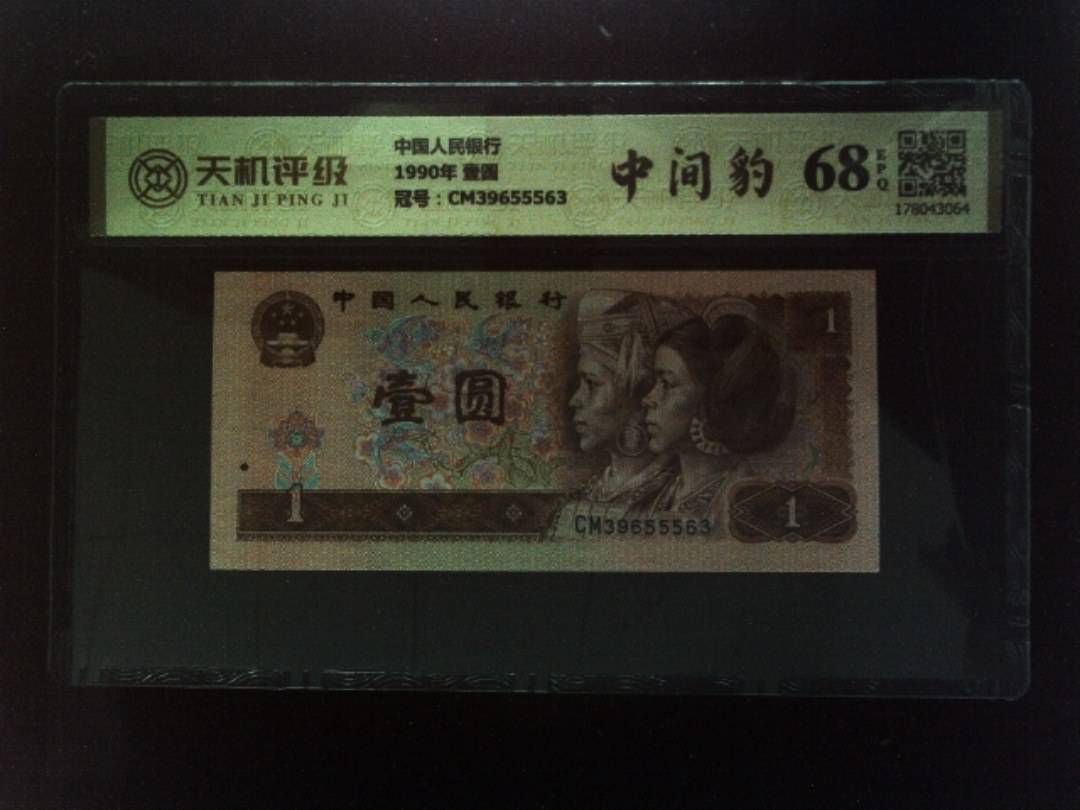 天机评级
TIAN JI PING JI
中国人民银行
1990年 壹圆
冠号：CM39655563
中间豹
68
EPQ
178043064
中国人民银行
壹圆
1
1
1
CM39655563